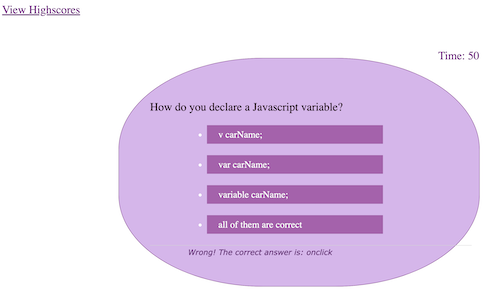 View Highscores
Time: 50
How do you declare a Javascript variable?
v carName;
var carName;
variable carName;
all of them are correct
Wrong! The correct answer is: onclick